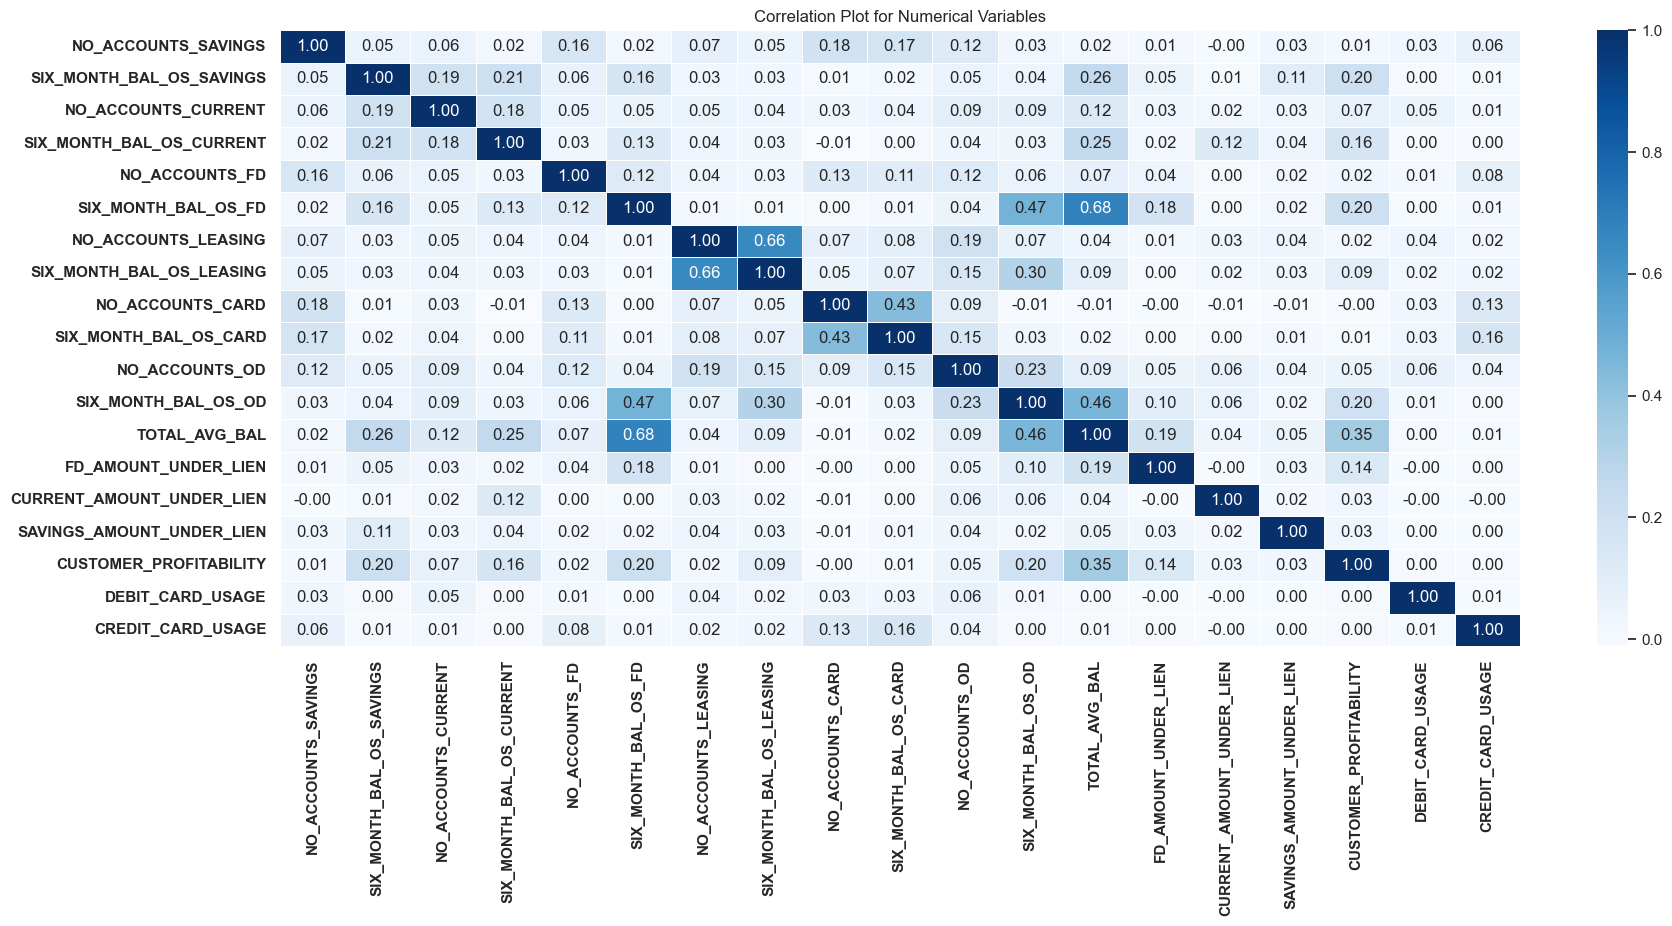 Correlation Plot for Numerical Variables
NO_ACCOUNTS_SAVINGS 1.00 0.05 0.06 0.02 0.16 0.02 0.07 0.05 0.18 0.17 0.12 0.03 0.02 0.01 -0.00 0.03 0.01 0.03 0.06
SIX_MONTH_BAL_OS_SAVINGS 0.05 1.00 0.19 0.21 0.06 0.16 0.03 0.03 0.01 0.02 0.05 0.04 0.26 0.05 0.01 0.11 0.20 0.00 0.01
NO_ACCOUNTS_CURRENT 0.06 0.19 1.00 0.18 0.05 0.05 0.05 0.04 0.03 0.04 0.09 0.09 0.12 0.03 0.02 0.03 0.07 0.05 0.01
SIX_MONTH_BAL_OS_CURRENT 0.02 0.21 0.18 1.00 0.03 0.13 0.04 0.03 -0.01 0.00 0.04 0.03 0.25 0.02 0.12 0.04 0.16 0.00 0.00
NO_ACCOUNTS_FD 0.16 0.06 0.05 0.03 1.00 0.12 0.04 0.03 0.13 0.11 0.12 0.06 0.07 0.04 0.00 0.02 0.02 0.01 0.08
SIX_MONTH_BAL_OS_FD 0.02 0.16 0.05 0.13 0.12 1.00 0.01 0.01 0.00 0.01 0.04 0.47 0.68 0.18 0.00 0.02 0.20 0.00 0.01
NO_ACCOUNTS_LEASING 0.07 0.03 0.05 0.04 0.04 0.01 1.00 0.66 0.07 0.08 0.19 0.07 0.04 0.01 0.03 0.04 0.02 0.04 0.02
SIX_MONTH_BAL_OS_LEASING 0.05 0.03 0.04 0.03 0.03 0.01 0.66 1.00 0.05 0.07 0.15 0.30 0.09 0.00 0.02 0.03 0.09 0.02 0.02
NO_ACCOUNTS_CARD 0.18 0.01 0.03 -0.01 0.13 0.00 0.07 0.05 1.00 0.43 0.09 -0.01 -0.01 -0.00 -0.01 -0.01 -0.00 0.03 0.13
SIX_MONTH_BAL_OS_CARD 0.17 0.02 0.04 0.00 0.11 0.01 0.08 0.07 0.43 1.00 0.15 0.03 0.02 0.00 0.00 0.01 0.01 0.03 0.16
NO_ACCOUNTS_OD 0.12 0.05 0.09 0.04 0.12 0.04 0.19 0.15 0.09 0.15 1.00 0.23 0.09 0.05 0.06 0.04 0.05 0.06 0.04
SIX_MONTH_BAL_OS_OD 0.03 0.04 0.09 0.03 0.06 0.47 0.07 0.30 -0.01 0.03 0.23 1.00 0.46 0.10 0.06 0.02 0.20 0.01 0.00
TOTAL_AVG_BAL 0.02 0.26 0.12 0.25 0.07 0.68 0.04 0.09 -0.01 0.02 0.09 0.46 1.00 0.19 0.04 0.05 0.35 0.00 0.01
FD_AMOUNT_UNDER_LIEN 0.01 0.05 0.03 0.02 0.04 0.18 0.01 0.00 -0.00 0.00 0.05 0.10 0.19 1.00 -0.00 0.03 0.14 -0.00 0.00
CURRENT_AMOUNT_UNDER_LIEN -0.00 0.01 0.02 0.12 0.00 0.00 0.03 0.02 -0.01 0.00 0.06 0.06 0.04 -0.00 1.00 0.02 0.03 -0.00 -0.00
SAVINGS_AMOUNT_UNDER_LIEN 0.03 0.11 0.03 0.04 0.02 0.02 0.04 0.03 -0.01 0.01 0.04 0.02 0.05 0.03 0.02 1.00 0.03 0.00 0.00
CUSTOMER_PROFITABILITY 0.01 0.20 0.07 0.16 0.02 0.20 0.02 0.09 -0.00 0.01 0.05 0.20 0.35 0.14 0.03 0.03 1.00 0.00 0.00
DEBIT_CARD_USAGE 0.03 0.00 0.05 0.00 0.01 0.00 0.04 0.02 0.03 0.03 0.06 0.01 0.00 -0.00 -0.00 0.00 0.00 1.00 0.01
CREDIT_CARD_USAGE 0.06 0.01 0.01 0.00 0.08 0.01 0.02 0.02 0.13 0.16 0.04 0.00 0.01 0.00 -0.00 0.00 0.00 0.01 1.00
NO_ACCOUNTS_SAVINGS
SIX_MONTH_BAL_OS_SAVINGS
NO_ACCOUNTS_CURRENT
SIX_MONTH_BAL_OS_CURRENT
NO_ACCOUNTS_FD
SIX_MONTH_BAL_OS_FD
NO_ACCOUNTS_LEASING
SIX_MONTH_BAL_OS_LEASING
NO_ACCOUNTS_CARD
SIX_MONTH_BAL_OS_CARD
NO_ACCOUNTS_OD
SIX_MONTH_BAL_OS_OD
TOTAL_AVG_BAL
FD_AMOUNT_UNDER_LIEN
CURRENT_AMOUNT_UNDER_LIEN
SAVINGS_AMOUNT_UNDER_LIEN
CUSTOMER_PROFITABILITY
DEBIT_CARD_USAGE
CREDIT_CARD_USAGE
1.0
0.8
0.6
0.4
0.2
0.0